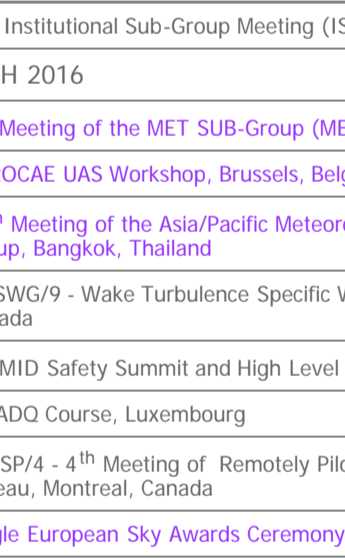 Institutional Sub-Group Meeting (IS
H 2016
Meeting of the MET SUB-Group (ME
OCAE UAS Workshop, Brussels, Belg
Meeting of the Asia/Pacific Meteor
up, Bangkok, Thailand
SWG/9 - Wake Turbulence Specific W
ada
MID Safety Summit and High Level
ADQ Course, Luxembourg
SP/4 - 4th Meeting of Remotely Pilo
eau, Montreal, Canada
gle European Sky Awards Ceremony